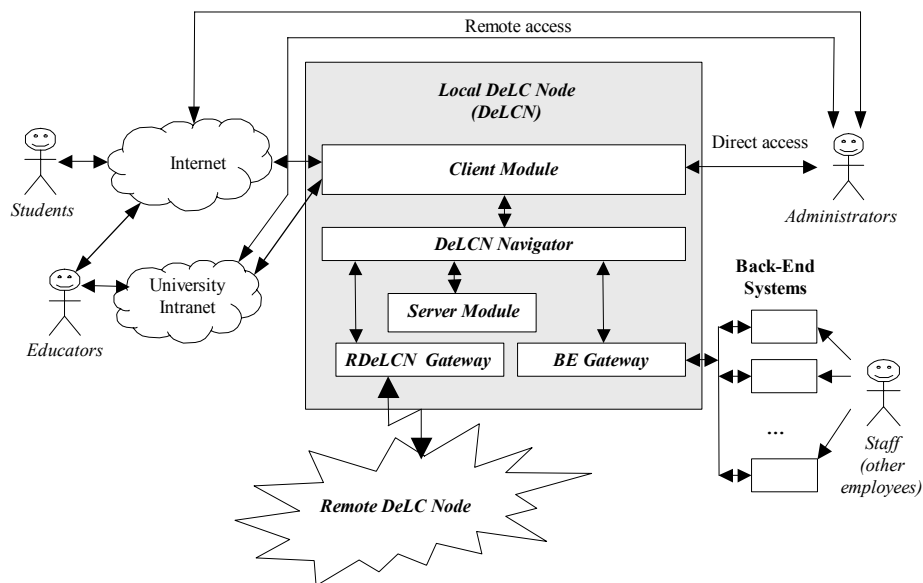 Remote access
Local DeLC Node
(DeLCN)
Internet
Client Module
Direct access
Students
Administrators
DeLCN Navigator
University
Intranet
Back-End
Systems
Server Module
Educators
RDeLCN Gateway
BE Gateway
...
Staff
(other
employees)
Remote DeLC Node